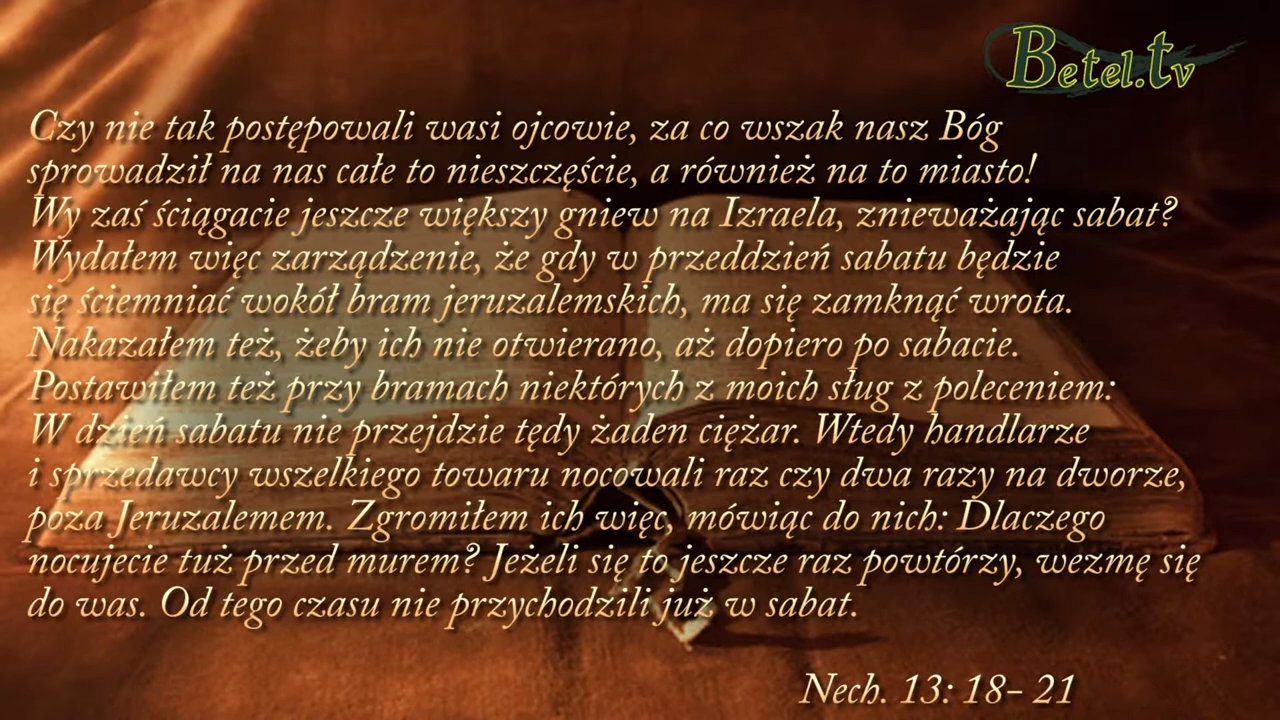 Betel.tv
Czy nie tak postępowali wasi ojcowie, za co wszak nasz Bóg
sprowadził na nas całe to nieszczęście, a również na to miasto!
Wy zaś ściągacie jeszcze większy gniew na Izraela, znieważając sabat?
Wydałem więc zarządzenie, że gdy w przeddzień sabatu będzie
się ściemniać wokół bram jeruzalemskich, ma się zamknąć wrota.
Nakazałem też, żeby ich nie otwierano, aż dopiero po sabacie.
Postawiłem też przy bramach niektórych z moich sług z poleceniem:
W dzień sabatu nie przejdzie tędy żaden ciężar. Wtedy handlarze
i sprzedawcy wszelkiego towaru nocowali raz czy dwa razy na dworze,
poza Jeruzalemem. Zgromiłem ich więc, mówiąc do nich: Dlaczego
nocujecie tuż przed murem? Jeżeli się to jeszcze raz powtórzy, wezmę się
do was. Od tego czasu nie przychodzili już w sabat.
Nech. 13: 18- 21